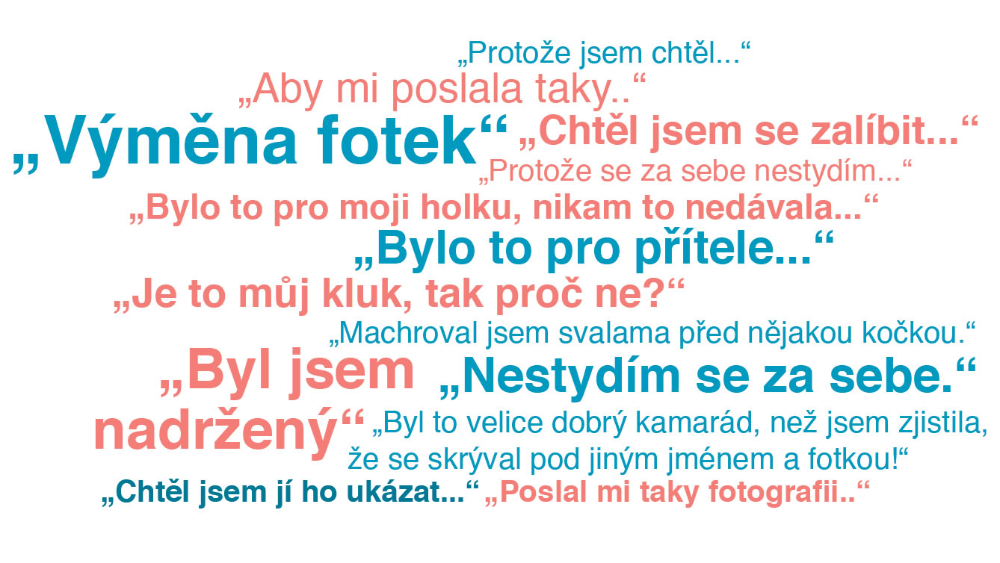 „Protože jsem chtěl...“
„Aby mi poslala taky..“
„Výměna fotek“
„Chtěl jsem se zalíbit...“
„Protože se za sebe nestydím...“
„Bylo to pro moji holku, nikam to nedávala...“
„Bylo to pro přítele...“
„Je to můj kluk, tak proč ne?“
„Machroval jsem svalama před nějakou kočkou.“
„Byl jsem
nadržený“
„Nestydím se za sebe.“
„Byl to velice dobrý kamarád, než jsem zjistila,
že se skrýval pod jiným jménem a fotkou!“
„Chtěl jsem jí ho ukázat...“
„Poslal mi taky fotografii..“